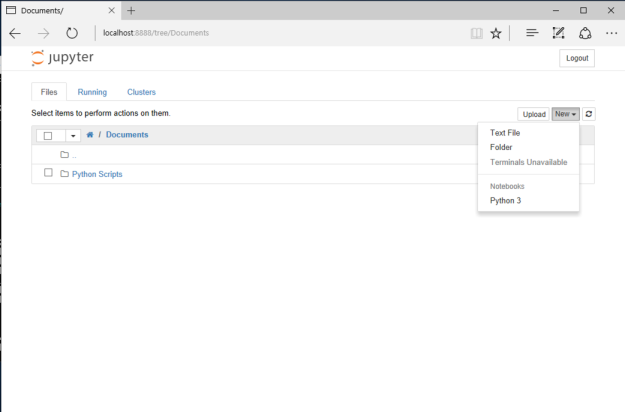 Documents/
localhost:8888/tree/Documents
jupyter
Logout
Files Running Clusters
Select items to perform actions on them.
Upload New
/ Documents
..
Python Scripts
Text File
Folder
Terminals Unavailable
Notebooks
Python 3